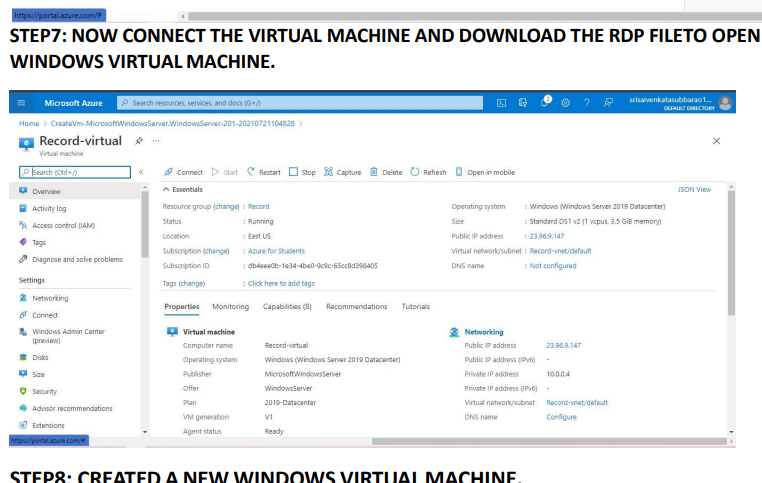 https://portal.azure.com/#
STEP7: NOW CONNECT THE VIRTUAL MACHINE AND DOWNLOAD THE RDP FILETO OPEN
WINDOWS VIRTUAL MACHINE.
Microsoft Azure
Search resources, services, and docs (G+/)
srisaivenkatasubbarao1...
DEFAULT DIRECTORY
Home > CreateVm-MicrosoftWindowsServer.WindowsServer-201-20210721104828 >
Record-virtual
Virtual machine
Search (Ctrl+/)
Overview
Activity log
Access control (IAM)
Tags
Diagnose and solve problems
Settings
Networking
Connect
Windows Admin Center
(preview)
Disks
Size
Security
Advisor recommendations
Extensions
Connect Start Restart Stop Capture Delete Refresh Open in mobile
Essentials
JSON View
Resource group (change) : Record
Status : Running
Location : East US
Subscription (change) : Azure for Students
Subscription ID : db4eee0b-1e34-4be0-9c9c-65cc8d398405
Tags (change) : Click here to add tags
Operating system : Windows (Windows Server 2019 Datacenter)
Size : Standard DS1 v2 (1 vcpus, 3.5 GiB memory)
Public IP address : 23.96.9.147
Virtual network/subnet : Record-vnet/default
DNS name : Not configured
Properties Monitoring Capabilities (8) Recommendations Tutorials
Virtual machine
Computer name Record-virtual
Operating system Windows (Windows Server 2019 Datacenter)
Publisher MicrosoftWindowsServer
Offer WindowsServer
Plan 2019-Datacenter
VM generation V1
Agent status Ready
Networking
Public IP address 23.96.9.147
Public IP address (IPv6) -
Private IP address 10.0.0.4
Private IP address (IPv6) -
Virtual network/subnet Record-vnet/default
DNS name Configure
https://portal.azure.com/#
STEP8: CREATED A NEW WINDOWS VIRTUAL MACHINE.